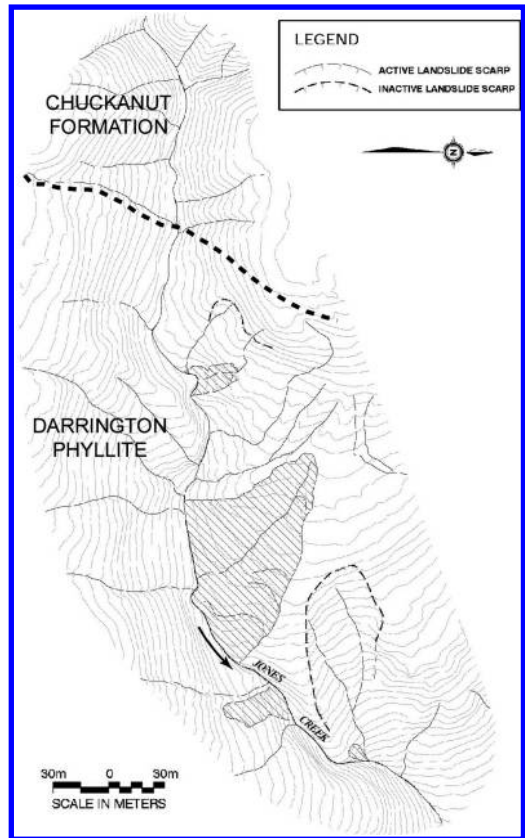 LEGEND
ACTIVE LANDSLIDE SCARP
INACTIVE LANDSLIDE SCARP
CHUCKANUT
FORMATION
N
DARRINGTON
PHYLLITE
JONES
CREEK
30m 0 30m
SCALE IN METERS